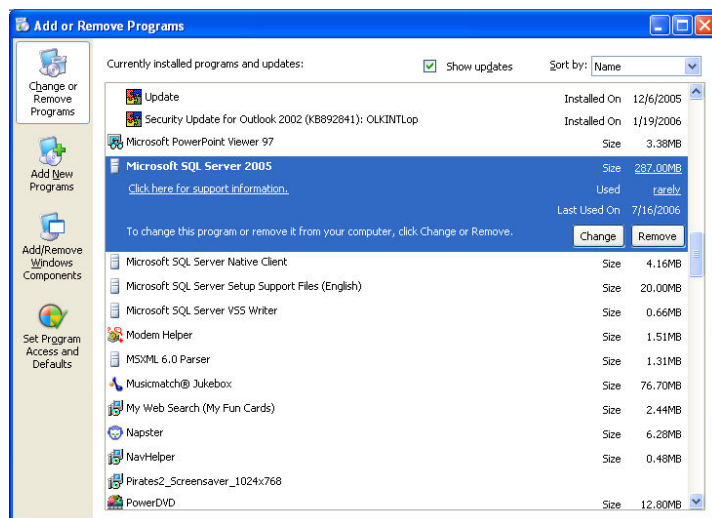 Add or Remove Programs
Change or
Remove
Programs
Add New
Programs
Add/Remove
Windows
Components
Set Program
Access and
Defaults
Currently installed programs and updates:
Show updates
Sort by: Name
Update Installed On 12/6/2005
Security Update for Outlook 2002 (KB892841): OLKINTLop Installed On 1/19/2006
Microsoft PowerPoint Viewer 97 Size 3.38MB
Microsoft SQL Server 2005 Size 287.00MB
Click here for support information. Used rarely
Last Used On 7/16/2006
To change this program or remove it from your computer, click Change or Remove. Change Remove
Microsoft SQL Server Native Client Size 4.16MB
Microsoft SQL Server Setup Support Files (English) Size 20.00MB
Microsoft SQL Server VSS Writer Size 0.66MB
Modem Helper Size 1.51MB
MSXML 6.0 Parser Size 1.31MB
Musicmatch® Jukebox Size 76.70MB
My Web Search (My Fun Cards) Size 2.44MB
Napster Size 6.28MB
NavHelper Size 0.48MB
Pirates2_Screensaver_1024x768
PowerDVD Size 12.80MB